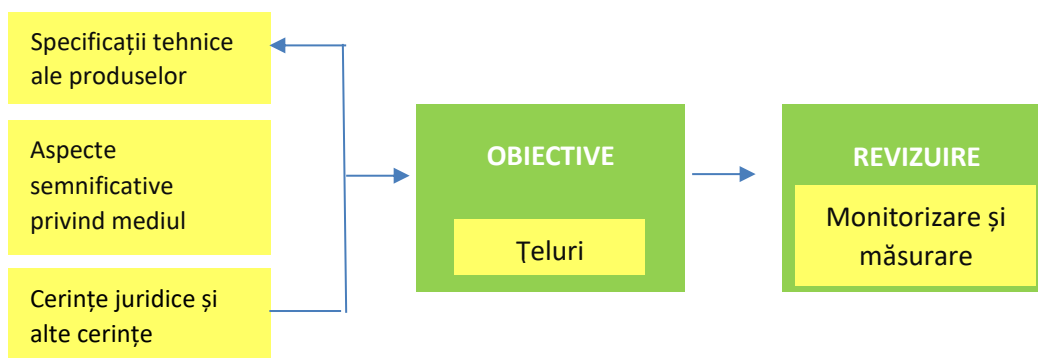 Specificații tehnice
ale produselor
Aspecte
semnificative
privind mediul
Cerințe juridice și
alte cerințe
OBIECTIVE
Țeluri
REVIZUIRE
Monitorizare și
măsurare